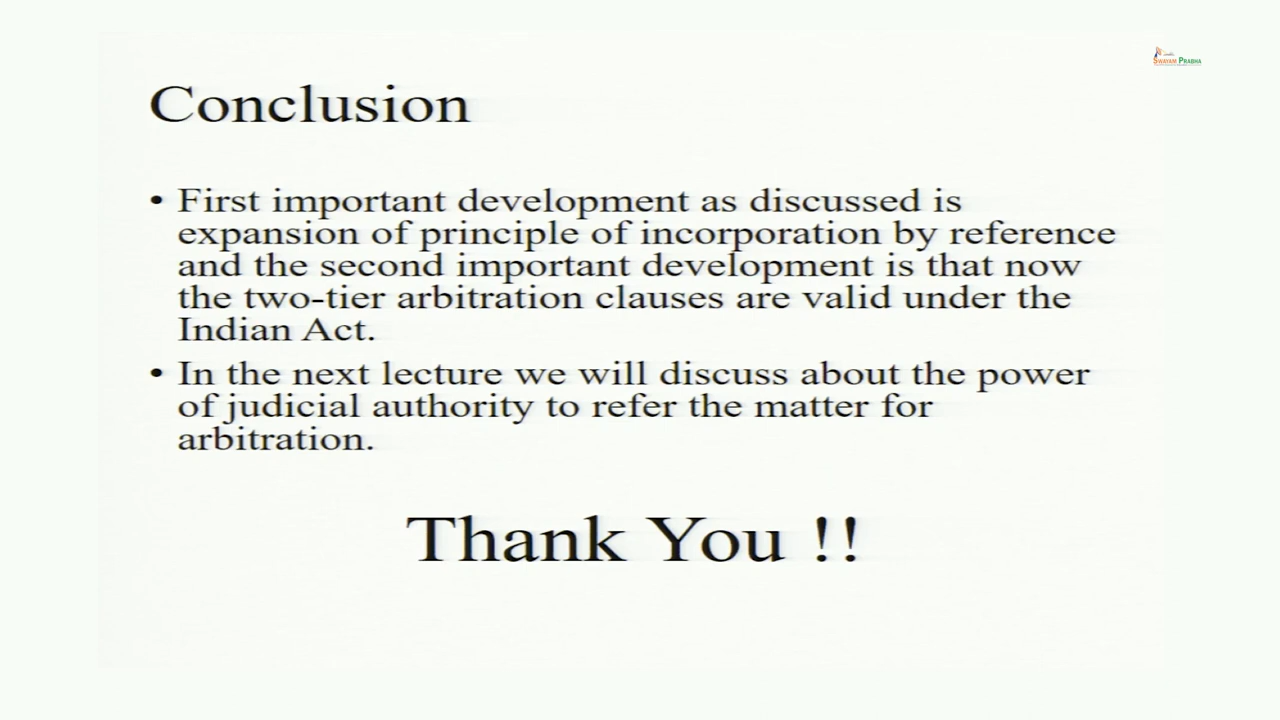 SWAYAM PRABHA
Conclusion
• First important development as discussed is
expansion of principle of incorporation by reference
and the second important development is that now
the two-tier arbitration clauses are valid under the
Indian Act.
• In the next lecture we will discuss about the power
of judicial authority to refer the matter for
arbitration.
Thank You !!